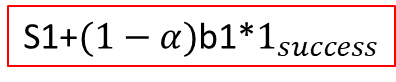 S1+(1 − 𝛼)b1*1𝑠𝑢𝑐𝑐𝑒𝑠𝑠